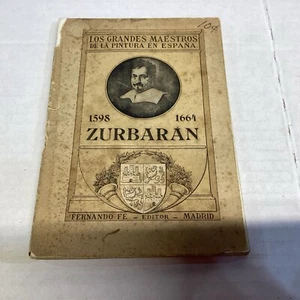 LOS GRANDES MAESTROS
DE LA PINTURA EN ESPAÑA
1598 1664
ZURBARAN
FERNANDO FE - EDITOR - MADRID